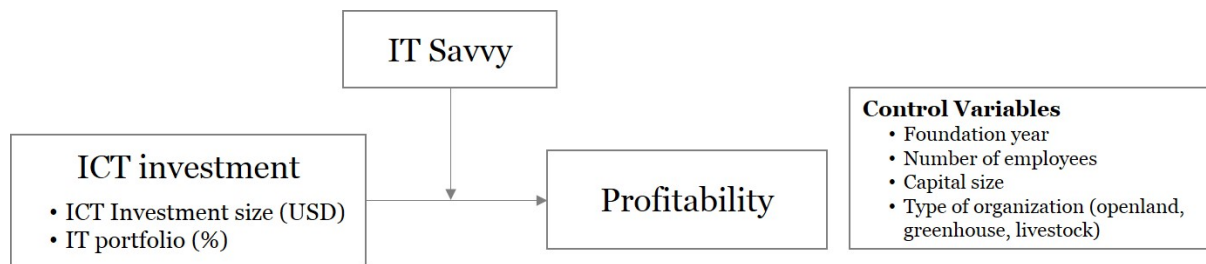 IT Savvy
ICT investment
• ICT Investment size (USD)
• IT portfolio (%)
Profitability
Control Variables
• Foundation year
• Number of employees
• Capital size
• Type of organization (openland,
greenhouse, livestock)